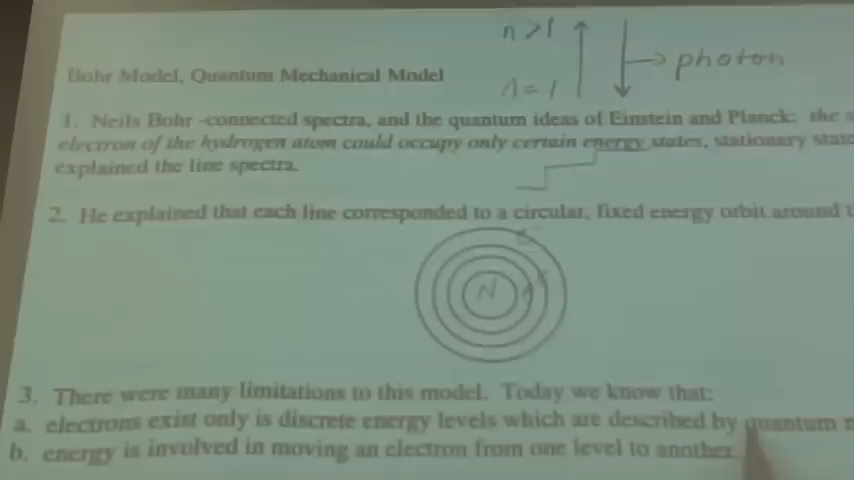 n>1
photon
n=1
Bohr Model, Quantum Mechanical Model
1. Neils Bohr -connected spectra, and the quantum ideas of Einstein and Planck: the
electron of the hydrogen atom could occupy only certain energy states, stationary
explained the line spectra.
2. He explained that each line corresponded to a circular, fixed energy orbit around
N
3. There were many limitations to this model. Today we know that:
a. electrons exist only is discrete energy levels which are described by quantum
b. energy is involved in moving an electron from one level to another.